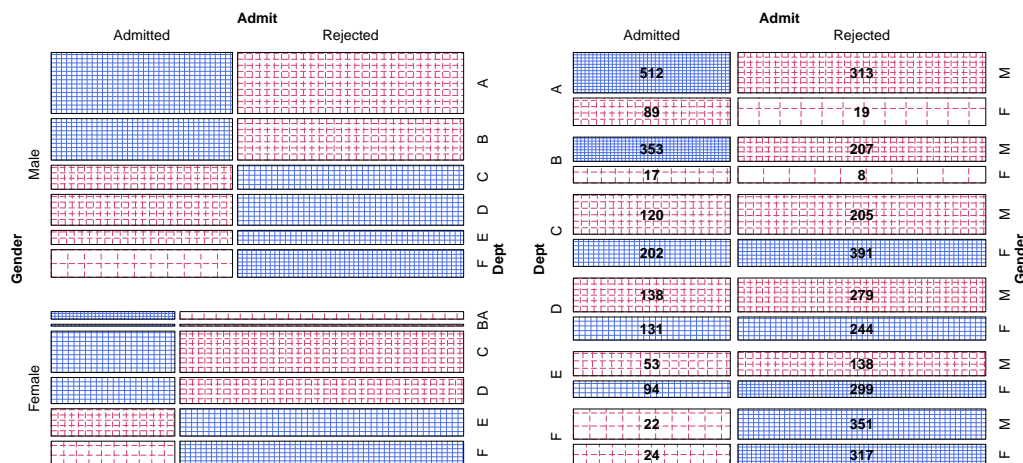 Admit
Admitted Rejected
Gender
Male
Female
A
B
C
D
E
F
A
B
C
D
E
F
Dept
Admit
Admitted Rejected
Dept
Gender
A
512 313 M
89 19 F
B
353 207 M
17 8 F
C
120 205 M
202 391 F
D
138 279 M
131 244 F
E
53 138 M
94 299 F
F
22 351 M
24 317 F